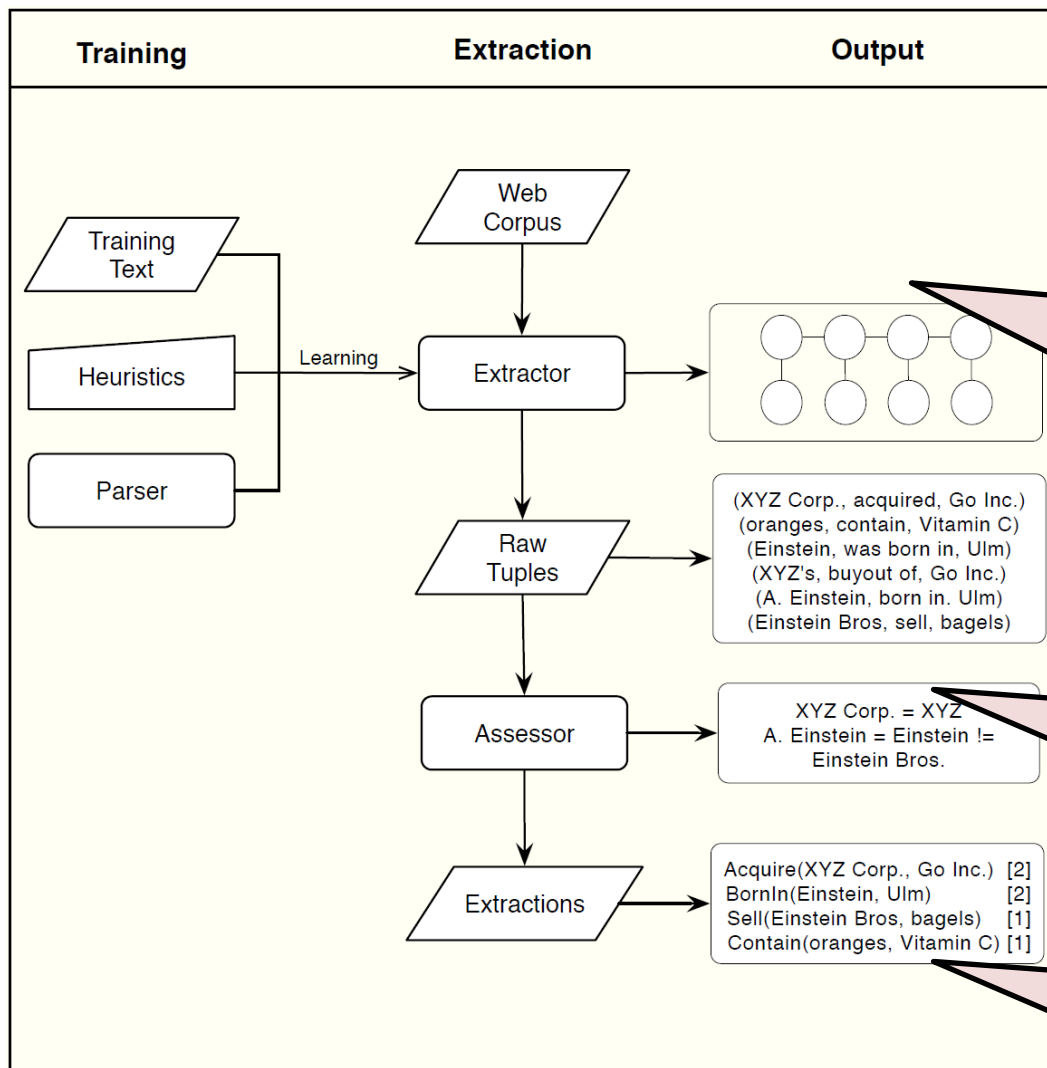 Training
Extraction
Output
Web
Corpus
Training
Text
Heuristics
Learning
Extractor
Parser
(XYZ Corp., acquired, Go Inc.)
(oranges, contain, Vitamin C)
(Einstein, was born in, Ulm)
(XYZ's, buyout of, Go Inc.)
(A. Einstein, born in. Ulm)
(Einstein Bros, sell, bagels)
Raw
Tuples
Assessor
XYZ Corp. = XYZ
A. Einstein = Einstein !=
Einstein Bros.
Extractions
Acquire(XYZ Corp., Go Inc.) [2]
BornIn(Einstein, Ulm) [2]
Sell(Einstein Bros, bagels) [1]
Contain(oranges, Vitamin C) [1]